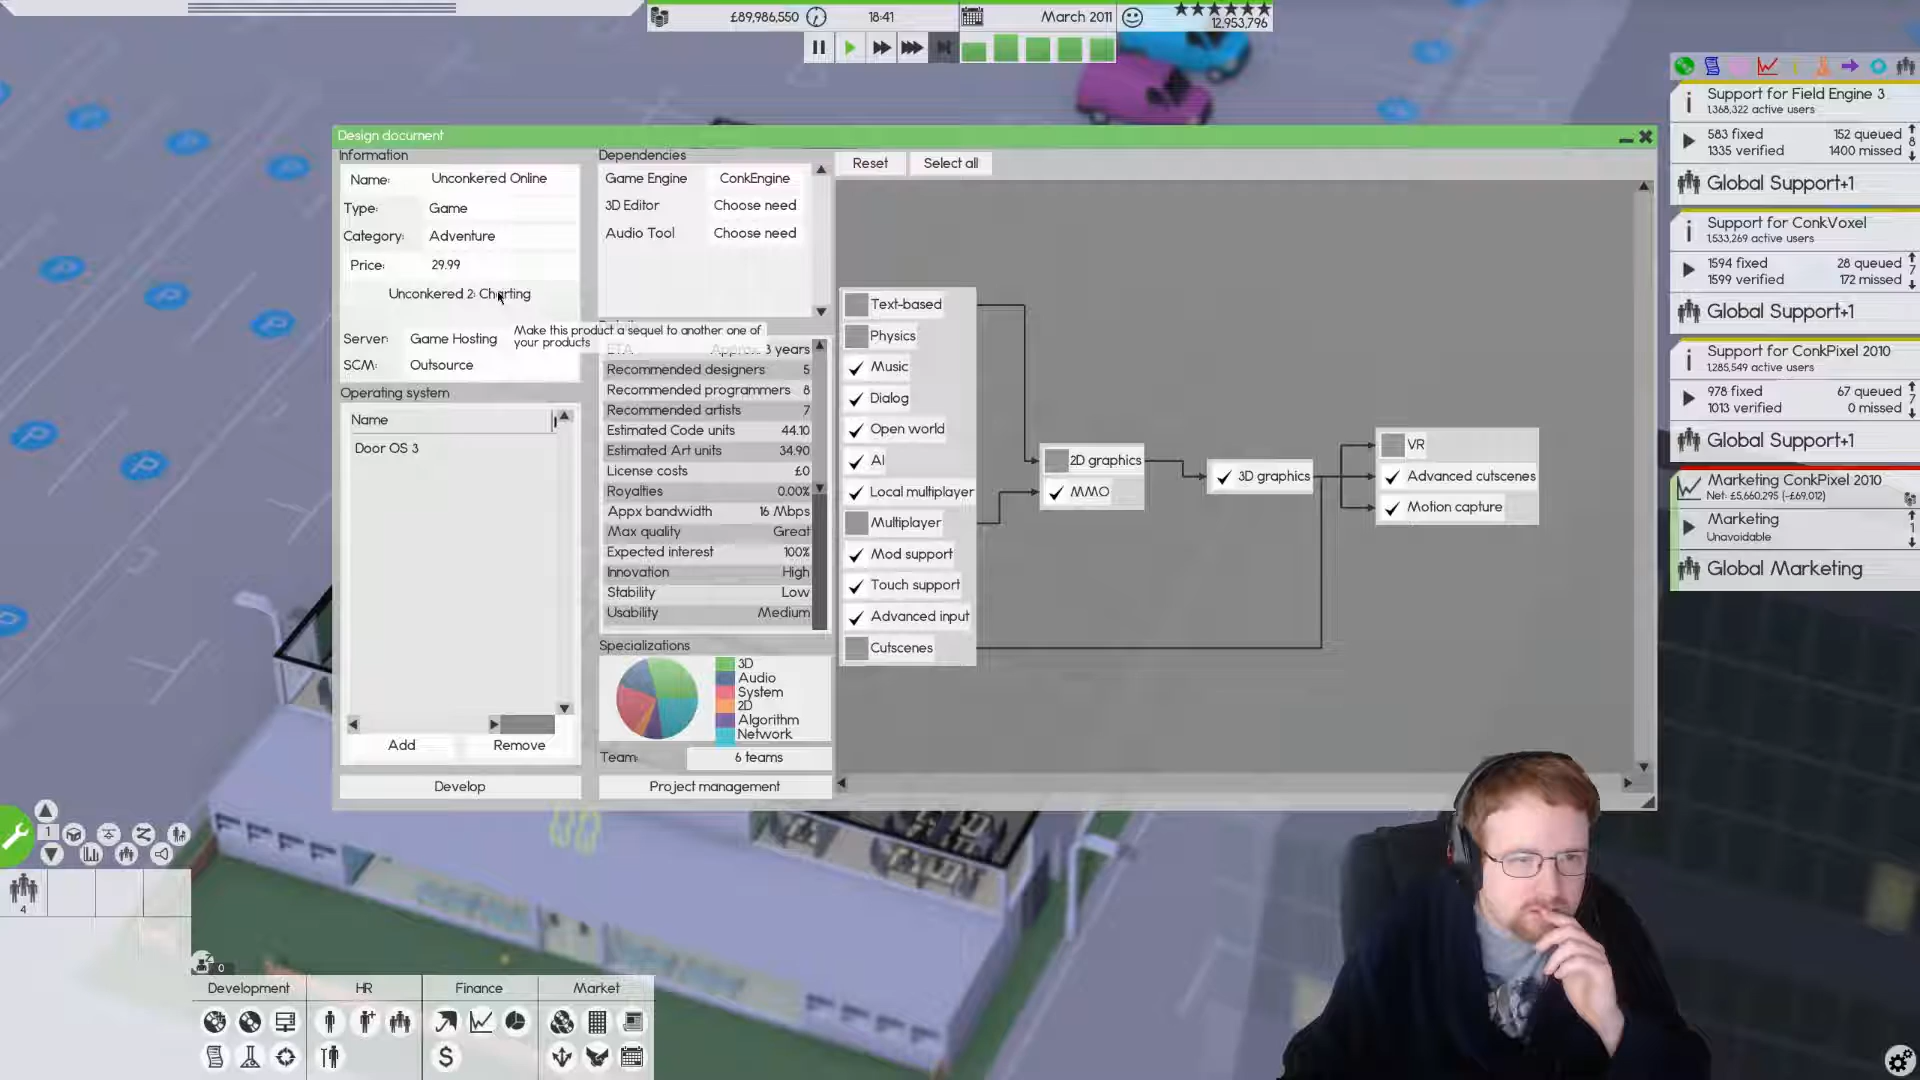 £89,986,550
18:41
March 2011
12,953,796
Design document
Information
Name: Unconkered Online
Type: Game
Category: Adventure
Price: 29.99
Unconkered 2: Charting
Server: Game Hosting
SCM: Outsource
Operating system
Name
Door OS 3
Add
Remove
Develop
Dependencies
Game Engine ConkEngine
3D Editor Choose need
Audio Tool Choose need
Make this product a sequel to another one of
your products
3 years
Recommended designers 5
Recommended programmers 8
Recommended artists 7
Estimated Code units 44.10
Estimated Art units 34.90
License costs £0
Royalties 0.00%
Appx bandwidth 16 Mbps
Max quality Great
Expected interest 100%
Innovation High
Stability Low
Usability Medium
Specializations
3D
Audio
System
2D
Algorithm
Network
Team: 6 teams
Project management
Reset
Select all
Text-based
Physics
Music
Dialog
Open world
AI
Local multiplayer
Multiplayer
Mod support
Touch support
Advanced input
Cutscenes
2D graphics
MMO
3D graphics
VR
Advanced cutscenes
Motion capture
Support for Field Engine 3
1,368,322 active users
583 fixed 152 queued
1335 verified 1400 missed
8
Global Support+1
Support for ConkVoxel
1,533,269 active users
1594 fixed 28 queued
1599 verified 172 missed
7
Global Support+1
Support for ConkPixel 2010
1,285,549 active users
978 fixed 67 queued
1013 verified 0 missed
7
Global Support+1
Marketing ConkPixel 2010
Net: £5,660,295 (-£69,012)
Marketing
Unavoidable
1
Global Marketing
1
4
0
Development
HR
Finance
Market